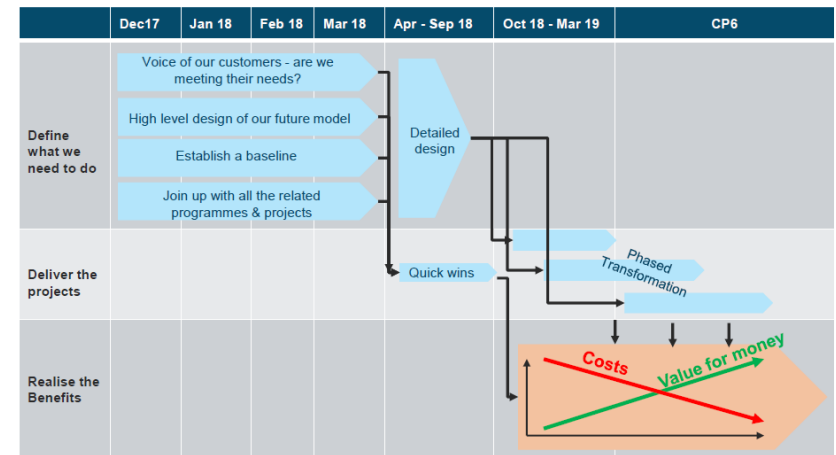 Dec17 Jan 18 Feb 18 Mar 18 Apr - Sep 18 Oct 18 - Mar 19 CP6
Define
what we
need to do
Voice of our customers - are we
meeting their needs?
High level design of our future model
Establish a baseline
Join up with all the related
programmes & projects
Detailed
design
Deliver the
projects
Quick wins
Phased
Transformation
Realise the
Benefits
Costs
Value for money